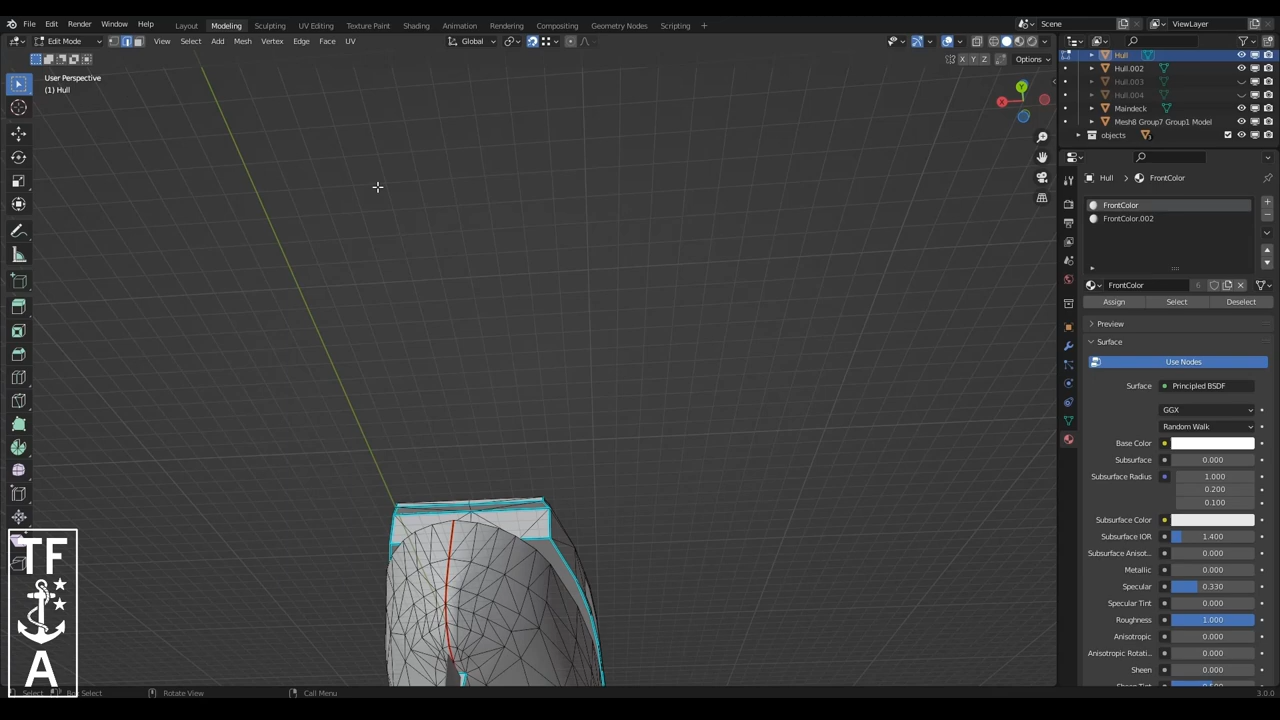 File Edit Render Window Help Layout Modeling Sculpting UV Editing Texture Paint Shading Animation Rendering Compositing Geometry Nodes Scripting + Scene ViewLayer
Edit Mode View Select Add Mesh Vertex Edge Face UV Global
X Y Z Options
User Perspective
(1) Hull
Hull
Hull.002
Hull.003
Hull.004
Maindeck
Mesh8 Group7 Group1 Model
objects
Hull > FrontColor
FrontColor
FrontColor.002
FrontColor 6
Assign Select Deselect
Preview
Surface
Use Nodes
Surface Principled BSDF
GGX
Random Walk
Base Color
Subsurface 0.000
Subsurface Radius 1.000
0.200
0.100
Subsurface Color
Subsurface IOR 1.400
Subsurface Anisot... 0.000
Metallic 0.000
Specular 0.330
Specular Tint 0.000
Roughness 1.000
Anisotropic 0.000
Anisotropic Rotati... 0.000
Sheen 0.000
X
Y
TF
A
Select Box Select Rotate View Call Menu 3.0.0